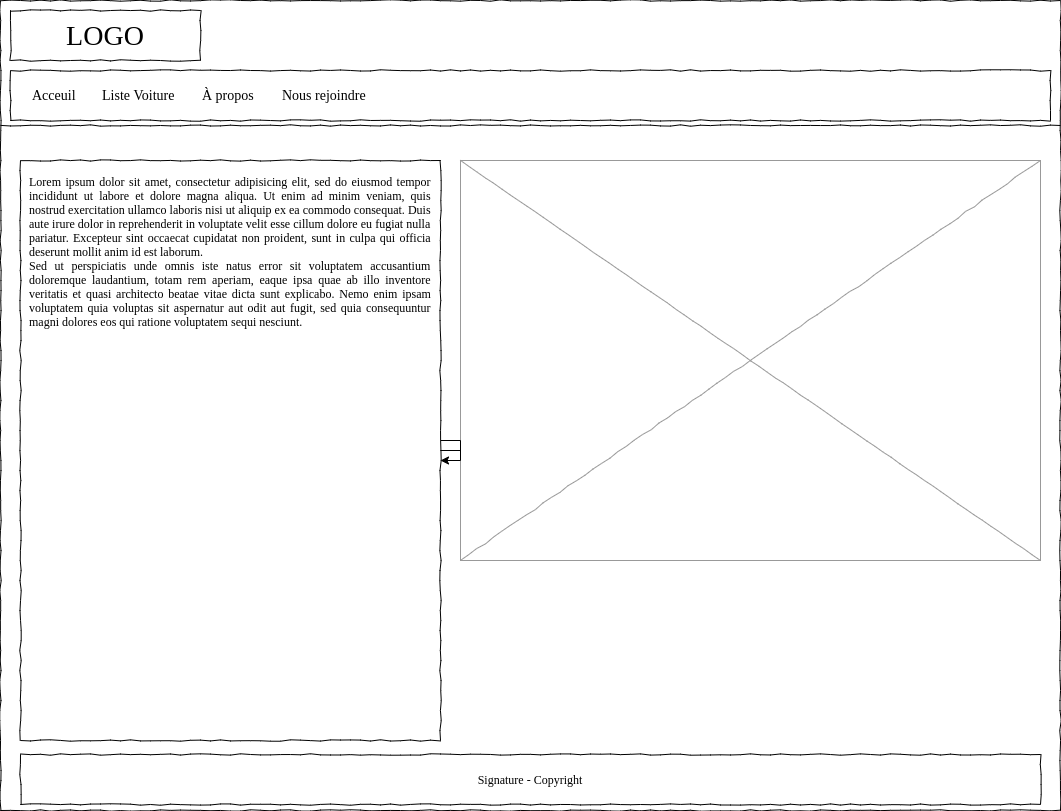 LOGO
Acceuil Liste Voiture À propos Nous rejoindre
Lorem ipsum dolor sit amet, consectetur adipisicing elit, sed do eiusmod tempor
incididunt ut labore et dolore magna aliqua. Ut enim ad minim veniam, quis
nostrud exercitation ullamco laboris nisi ut aliquip ex ea commodo consequat. Duis
aute irure dolor in reprehenderit in voluptate velit esse cillum dolore eu fugiat nulla
pariatur. Excepteur sint occaecat cupidatat non proident, sunt in culpa qui officia
deserunt mollit anim id est laborum.
Sed ut perspiciatis unde omnis iste natus error sit voluptatem accusantium
doloremque laudantium, totam rem aperiam, eaque ipsa quae ab illo inventore
veritatis et quasi architecto beatae vitae dicta sunt explicabo. Nemo enim ipsam
voluptatem quia voluptas sit aspernatur aut odit aut fugit, sed quia consequuntur
magni dolores eos qui ratione voluptatem sequi nesciunt.
Signature - Copyright